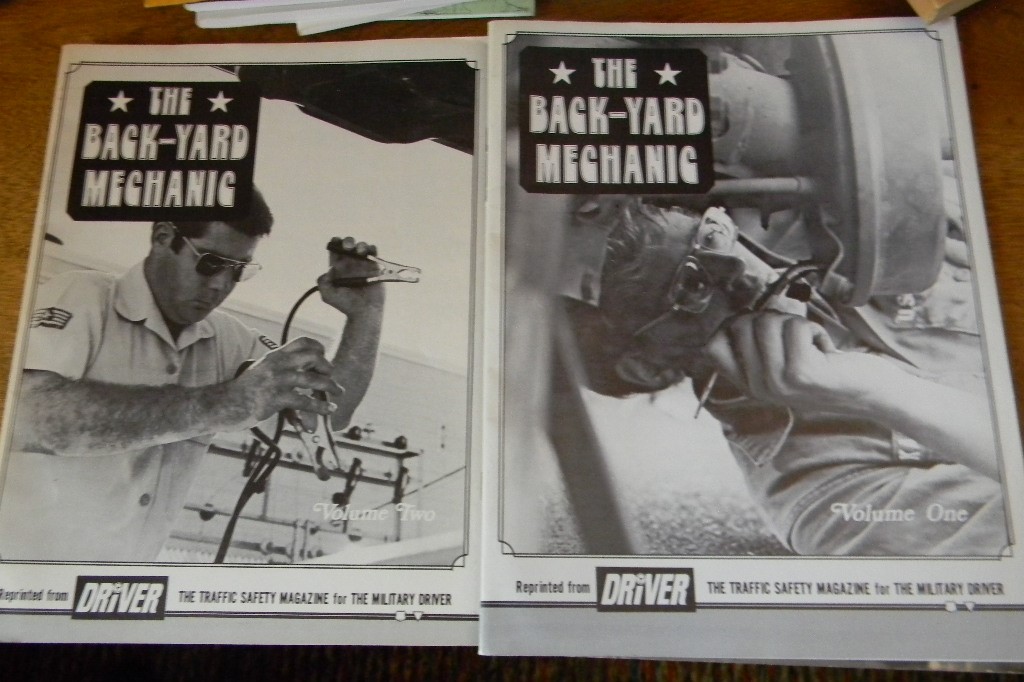 THE
BACK-YARD
MECHANIC
Volume Two
Reprinted from DRIVER THE TRAFFIC SAFETY MAGAZINE for THE MILITARY DRIVER
THE
BACK-YARD
MECHANIC
Volume One
Reprinted from DRIVER THE TRAFFIC SAFETY MAGAZINE for THE MILITARY DRIVER